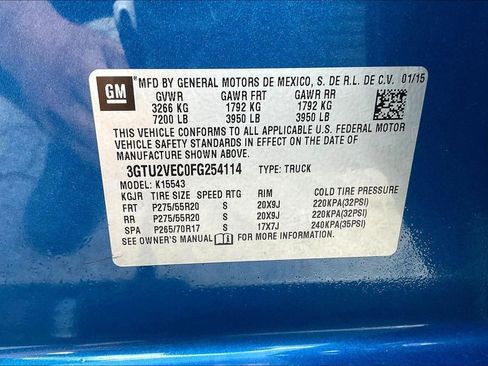 GM MFD BY GENERAL MOTORS DE MEXICO, S. DE R.L. DE C.V. 01/15
GVWR GAWR FRT GAWR RR
3266 KG 1792 KG 1792 KG
7200 LB 3950 LB 3950 LB
THIS VEHICLE CONFORMS TO ALL APPLICABLE U.S. FEDERAL MOTOR
VEHICLE SAFETY AND THEFT PREVENTION STANDARDS
IN EFFECT ON THE DATE OF
MANUFACTURE SHOWN ABOVE.
3GTU2VEC0FG254114 TYPE: TRUCK
MODEL: K15543
KGJR TIRE SIZE SPEED RTG RIM COLD TIRE PRESSURE
FRT P275/55R20 S 20X9J 220KPA(32PSI)
RR P275/55R20 S 20X9J 220KPA(32PSI)
SPA P265/70R17 S 17X7J 240KPA(35PSI)
SEE OWNER'S MANUAL FOR MORE INFORMATION.